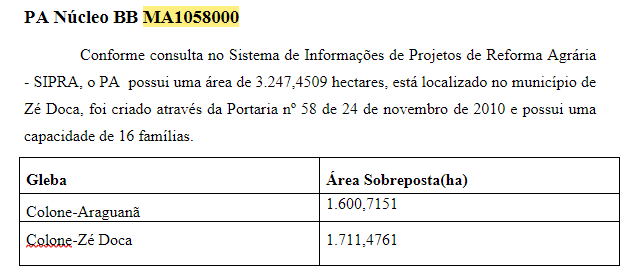 PA Núcleo BB MA1058000
Conforme consulta no Sistema de Informações de Projetos de Reforma Agrária
- SIPRA, o PA possui uma área de 3.247,4509 hectares, está localizado no município de
Zé Doca, foi criado através da Portaria nº 58 de 24 de novembro de 2010 e possui uma
capacidade de 16 famílias.
Gleba Área Sobreposta(ha)
Colone-Araguanã 1.600,7151
Colone-Zé Doca 1.711,4761